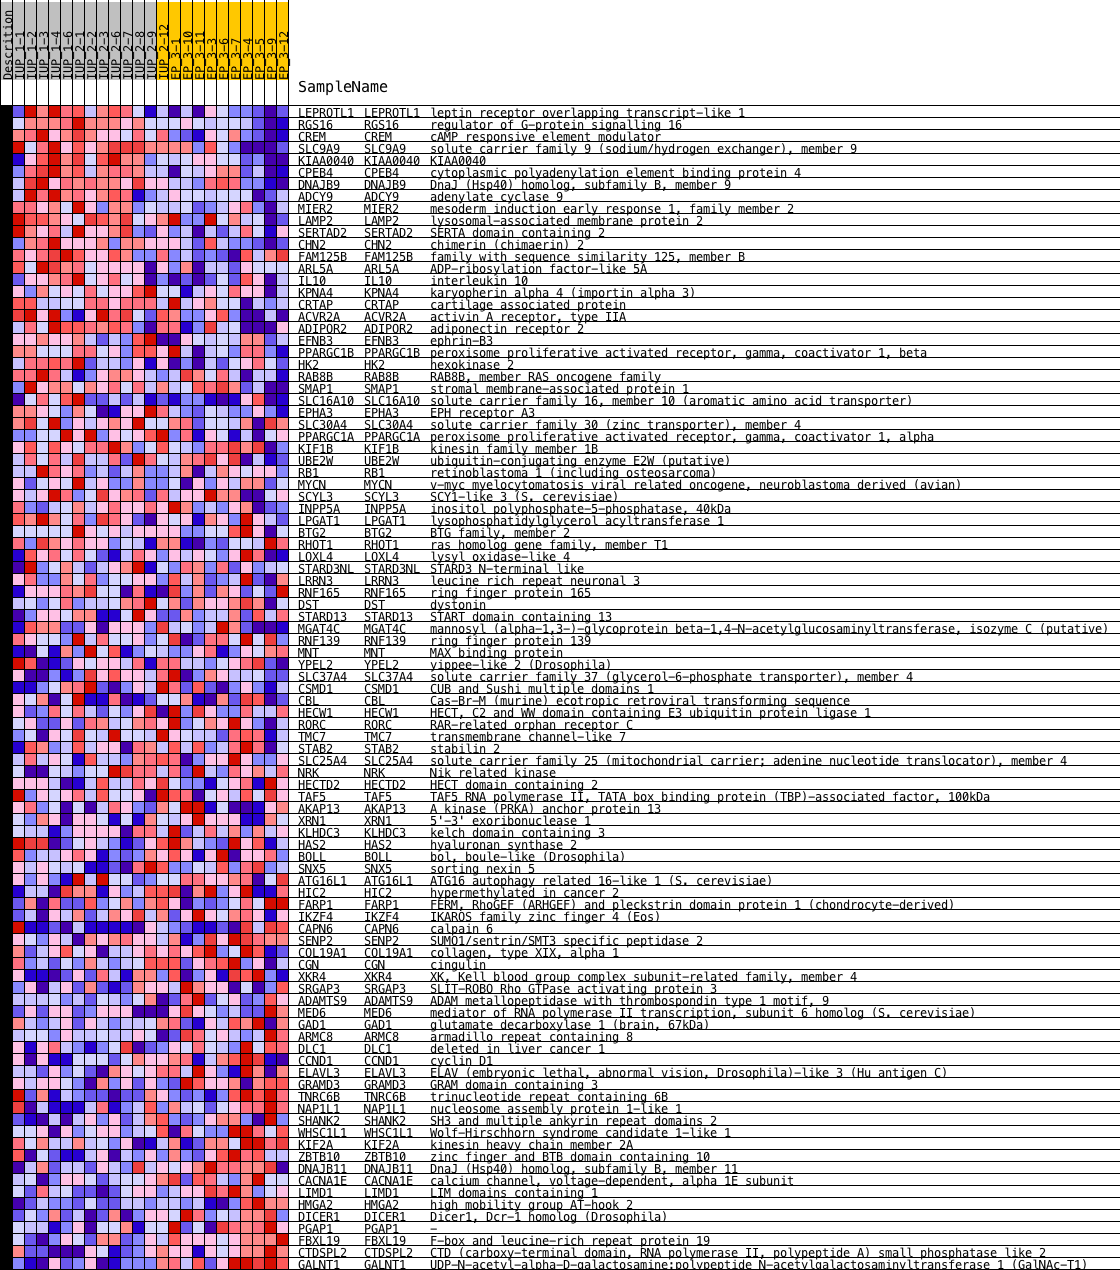 Descrition
IUP_1-1
IUP_1-2
IUP_1-3
IUP_1-4
IUP_1-6
IUP_2-1
IUP_2-2
IUP_2-3
IUP_2-6
IUP_2-7
IUP_2-8
IUP_2-9
IUP_2-12
EP_3-1
EP_3-10
EP_3-11
EP_3-3
EP_3-6
EP_3-7
EP_3-4
EP_3-5
EP_3-9
EP_3-12
SampleName
LEPROTL1 LEPROTL1 leptin receptor overlapping transcript-like 1
RGS16 RGS16 regulator of G-protein signalling 16
CREM CREM cAMP responsive element modulator
SLC9A9 SLC9A9 solute carrier family 9 (sodium/hydrogen exchanger), member 9
KIAA0040 KIAA0040 KIAA0040
CPEB4 CPEB4 cytoplasmic polyadenylation element binding protein 4
DNAJB9 DNAJB9 DnaJ (Hsp40) homolog, subfamily B, member 9
ADCY9 ADCY9 adenylate cyclase 9
MIER2 MIER2 mesoderm induction early response 1, family member 2
LAMP2 LAMP2 lysosomal-associated membrane protein 2
SERTAD2 SERTAD2 SERTA domain containing 2
CHN2 CHN2 chimerin (chimaerin) 2
FAM125B FAM125B family with sequence similarity 125, member B
ARL5A ARL5A ADP-ribosylation factor-like 5A
IL10 IL10 interleukin 10
KPNA4 KPNA4 karyopherin alpha 4 (importin alpha 3)
CRTAP CRTAP cartilage associated protein
ACVR2A ACVR2A activin A receptor, type IIA
ADIPOR2 ADIPOR2 adiponectin receptor 2
EFNB3 EFNB3 ephrin-B3
PPARGC1B PPARGC1B peroxisome proliferative activated receptor, gamma, coactivator 1, beta
HK2 HK2 hexokinase 2
RAB8B RAB8B RAB8B, member RAS oncogene family
SMAP1 SMAP1 stromal membrane-associated protein 1
SLC16A10 SLC16A10 solute carrier family 16, member 10 (aromatic amino acid transporter)
EPHA3 EPHA3 EPH receptor A3
SLC30A4 SLC30A4 solute carrier family 30 (zinc transporter), member 4
PPARGC1A PPARGC1A peroxisome proliferative activated receptor, gamma, coactivator 1, alpha
KIF1B KIF1B kinesin family member 1B
UBE2W UBE2W ubiquitin-conjugating enzyme E2W (putative)
RB1 RB1 retinoblastoma 1 (including osteosarcoma)
MYCN MYCN v-myc myelocytomatosis viral related oncogene, neuroblastoma derived (avian)
SCYL3 SCYL3 SCY1-like 3 (S. cerevisiae)
INPP5A INPP5A inositol polyphosphate-5-phosphatase, 40kDa
LPGAT1 LPGAT1 lysophosphatidylglycerol acyltransferase 1
BTG2 BTG2 BTG family, member 2
RHOT1 RHOT1 ras homolog gene family, member T1
LOXL4 LOXL4 lysyl oxidase-like 4
STARD3NL STARD3NL STARD3 N-terminal like
LRRN3 LRRN3 leucine rich repeat neuronal 3
RNF165 RNF165 ring finger protein 165
DST DST dystonin
STARD13 STARD13 START domain containing 13
MGAT4C MGAT4C mannosyl (alpha-1,3-)-glycoprotein beta-1,4-N-acetylglucosaminyltransferase, isozyme C (putative)
RNF139 RNF139 ring finger protein 139
MNT MNT MAX binding protein
YPEL2 YPEL2 yippee-like 2 (Drosophila)
SLC37A4 SLC37A4 solute carrier family 37 (glycerol-6-phosphate transporter), member 4
CSMD1 CSMD1 CUB and Sushi multiple domains 1
CBL CBL Cas-Br-M (murine) ecotropic retroviral transforming sequence
HECW1 HECW1 HECT, C2 and WW domain containing E3 ubiquitin protein ligase 1
RORC RORC RAR-related orphan receptor C
TMC7 TMC7 transmembrane channel-like 7
STAB2 STAB2 stabilin 2
SLC25A4 SLC25A4 solute carrier family 25 (mitochondrial carrier; adenine nucleotide translocator), member 4
NRK NRK Nik related kinase
HECTD2 HECTD2 HECT domain containing 2
TAF5 TAF5 TAF5 RNA polymerase II, TATA box binding protein (TBP)-associated factor, 100kDa
AKAP13 AKAP13 A kinase (PRKA) anchor protein 13
XRN1 XRN1 5'-3' exoribonuclease 1
KLHDC3 KLHDC3 kelch domain containing 3
HAS2 HAS2 hyaluronan synthase 2
BOLL BOLL bol, boule-like (Drosophila)
SNX5 SNX5 sorting nexin 5
ATG16L1 ATG16L1 ATG16 autophagy related 16-like 1 (S. cerevisiae)
HIC2 HIC2 hypermethylated in cancer 2
FARP1 FARP1 FERM, RhoGEF (ARHGEF) and pleckstrin domain protein 1 (chondrocyte-derived)
IKZF4 IKZF4 IKAROS family zinc finger 4 (Eos)
CAPN6 CAPN6 calpain 6
SENP2 SENP2 SUMO1/sentrin/SMT3 specific peptidase 2
COL19A1 COL19A1 collagen, type XIX, alpha 1
CGN CGN cingulin
XKR4 XKR4 XK, Kell blood group complex subunit-related family, member 4
SRGAP3 SRGAP3 SLIT-ROBO Rho GTPase activating protein 3
ADAMTS9 ADAMTS9 ADAM metallopeptidase with thrombospondin type 1 motif, 9
MED6 MED6 mediator of RNA polymerase II transcription, subunit 6 homolog (S. cerevisiae)
GAD1 GAD1 glutamate decarboxylase 1 (brain, 67kDa)
ARMC8 ARMC8 armadillo repeat containing 8
DLC1 DLC1 deleted in liver cancer 1
CCND1 CCND1 cyclin D1
ELAVL3 ELAVL3 ELAV (embryonic lethal, abnormal vision, Drosophila)-like 3 (Hu antigen C)
GRAMD3 GRAMD3 GRAM domain containing 3
TNRC6B TNRC6B trinucleotide repeat containing 6B
NAP1L1 NAP1L1 nucleosome assembly protein 1-like 1
SHANK2 SHANK2 SH3 and multiple ankyrin repeat domains 2
WHSC1L1 WHSC1L1 Wolf-Hirschhorn syndrome candidate 1-like 1
KIF2A KIF2A kinesin heavy chain member 2A
ZBTB10 ZBTB10 zinc finger and BTB domain containing 10
DNAJB11 DNAJB11 DnaJ (Hsp40) homolog, subfamily B, member 11
CACNA1E CACNA1E calcium channel, voltage-dependent, alpha 1E subunit
LIMD1 LIMD1 LIM domains containing 1
HMGA2 HMGA2 high mobility group AT-hook 2
DICER1 DICER1 Dicer1, Dcr-1 homolog (Drosophila)
PGAP1 PGAP1 -
FBXL19 FBXL19 F-box and leucine-rich repeat protein 19
CTDSPL2 CTDSPL2 CTD (carboxy-terminal domain, RNA polymerase II, polypeptide A) small phosphatase like 2
GALNT1 GALNT1 UDP-N-acetyl-alpha-D-galactosamine:polypeptide N-acetylgalactosaminyltransferase 1 (GalNAc-T1)